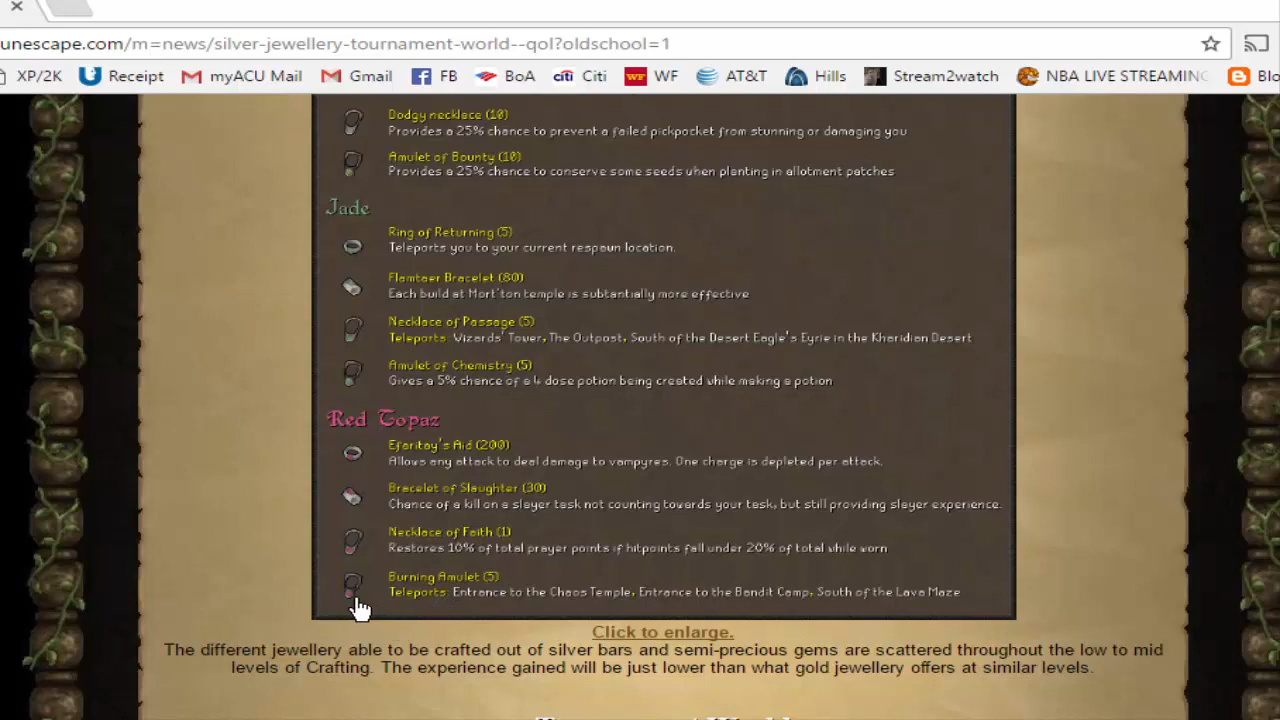 unescape.com/m=news/silver-jewellery-tournament-world--qol?oldschool=1
XP/2K Receipt myACU Mail Gmail FB BoA citi Citi WF WF AT&T Hills Stream2watch NBA LIVE STREAMING Blo
Dodgy necklace (10)
Provides a 25% chance to prevent a failed pickpocket from stunning or damaging you
Amulet of Bounty (10)
Provides a 25% chance to conserve some seeds when planting in allotment patches
Jade
Ring of Returning (5)
Teleports you to your current respawn location.
Flamtaer Bracelet (80)
Each build at Mort'ton temple is subtantially more effective
Necklace of Passage (5)
Teleports: Wizards' Tower, The Outpost, South of the Desert Eagle's Eyrie in the Kharidian Desert
Amulet of Chemistry (5)
Gives a 5% chance of a 4 dose potion being created while making a potion
Red Topaz
Efaritay's Aid (200)
Allows any attack to deal damage to vampyres. One charge is depleted per attack.
Bracelet of Slaughter (30)
Chance of a kill on a slayer task not counting towards your task, but still providing slayer experience.
Necklace of Faith (1)
Restores 10% of total prayer points if hitpoints fall under 20% of total while worn
Burning Amulet (5)
Teleports: Entrance to the Chaos Temple, Entrance to the Bandit Camp, South of the Lava Maze
Click to enlarge.
The different jewellery able to be crafted out of silver bars and semi-precious gems are scattered throughout the low to mid
levels of Crafting. The experience gained will be just lower than what gold jewellery offers at similar levels.